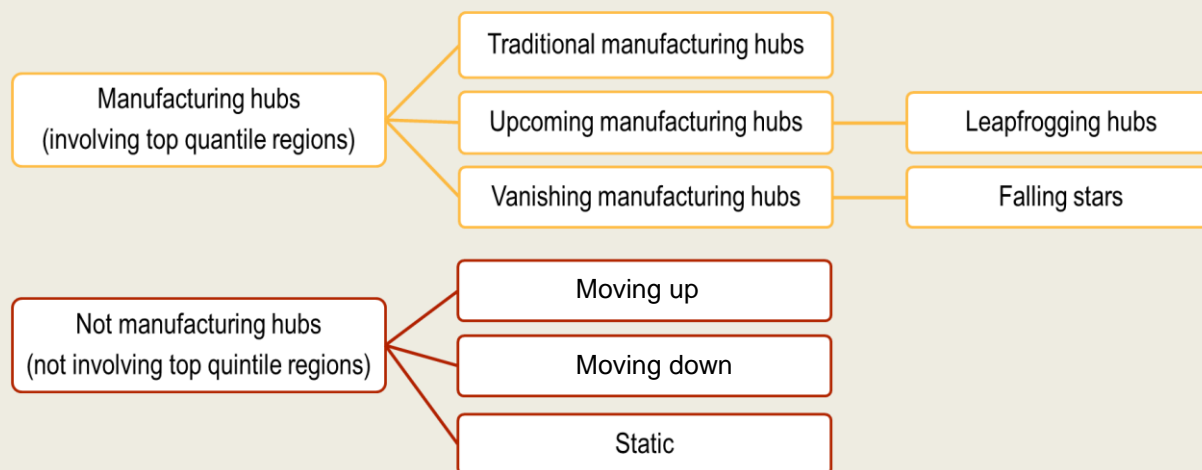 Traditional manufacturing hubs
Manufacturing hubs
(involving top quantile regions)
Upcoming manufacturing hubs
Leapfrogging hubs
Vanishing manufacturing hubs
Falling stars
Moving up
Not manufacturing hubs
(not involving top quintile regions)
Moving down
Static